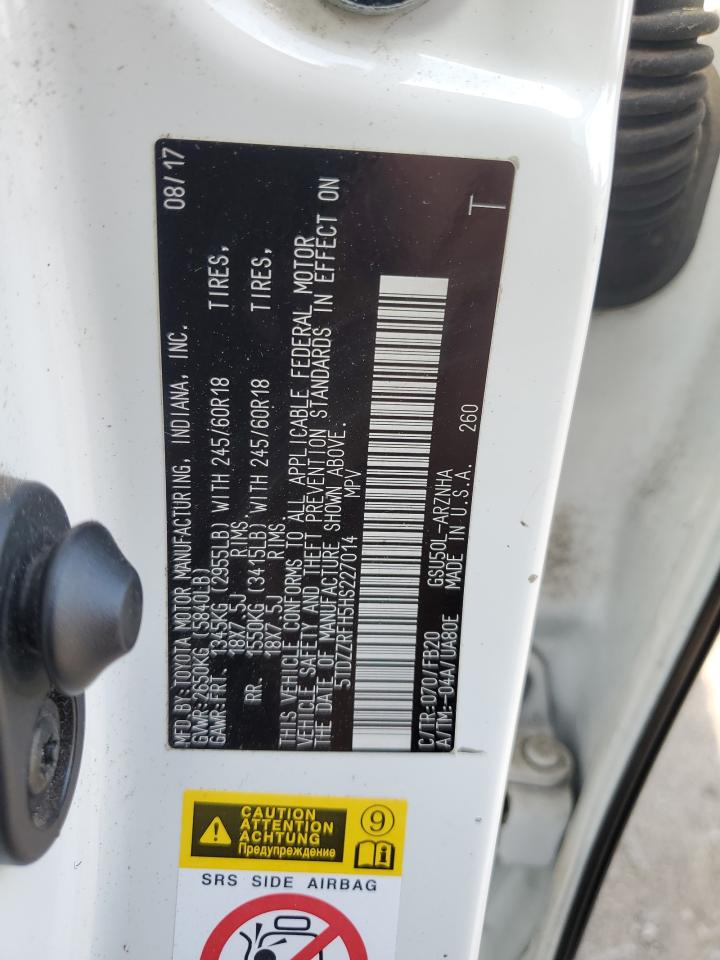 MFD.BY:TOYOTA MOTOR MANUFACTURING, INDIANA, INC. 08/17
GVWR:2650KG (5840LB)
GAWR:FRT. 1345KG (2955LB) WITH 245/60R18 TIRES,
18X7.5J RIMS.
RR. 1550KG (3415LB) WITH 245/60R18 TIRES,
18X7.5J RIMS.
THIS VEHICLE CONFORMS TO ALL APPLICABLE FEDERAL MOTOR
VEHICLE SAFETY AND THEFT PREVENTION STANDARDS IN EFFECT ON
THE DATE OF MANUFACTURE SHOWN ABOVE.
5TDZZRFH5HS227014 MPV
T
C/TR:070/FB20 GSU50L-ARZNHA 260
A/TM:-04A/UA80E MADE IN U.S.A.
CAUTION
ATTENTION
ACHTUNG
Предупреждение
9
i
SRS SIDE AIRBAG